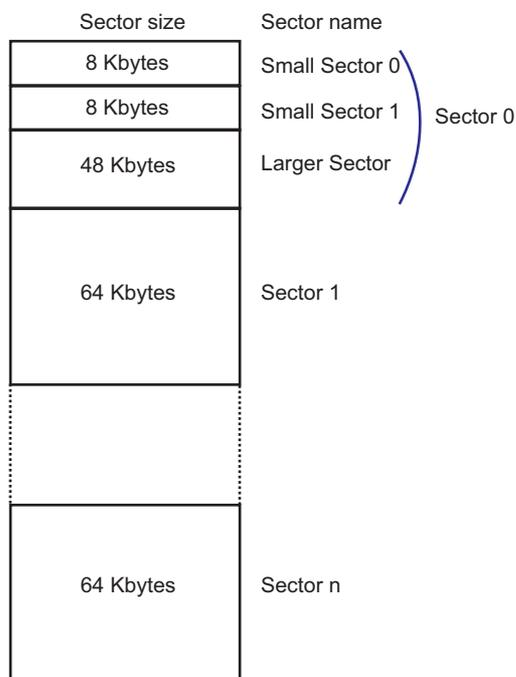 Sector size Sector name
8 Kbytes Small Sector 0
8 Kbytes Small Sector 1 Sector 0
48 Kbytes Larger Sector
64 Kbytes Sector 1
64 Kbytes Sector n